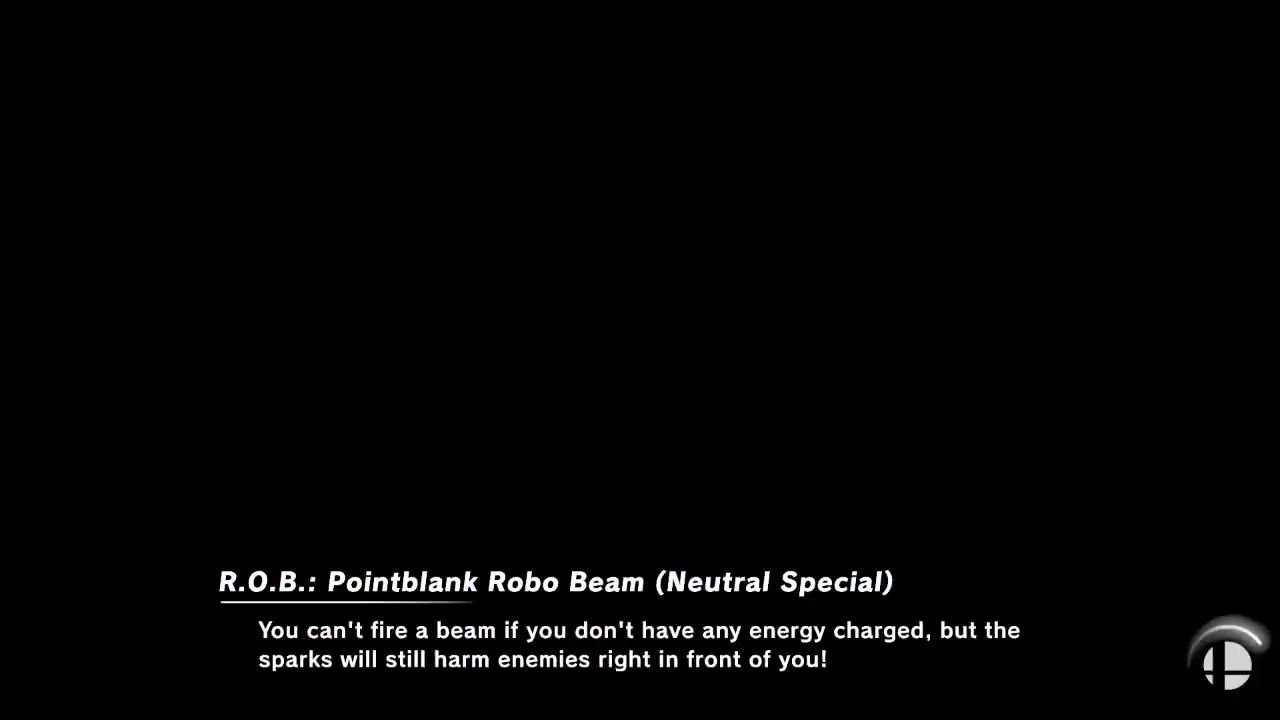 R.O.B.: Pointblank Robo Beam (Neutral Special)
You can't fire a beam if you don't have any energy charged, but the
sparks will still harm enemies right in front of you!